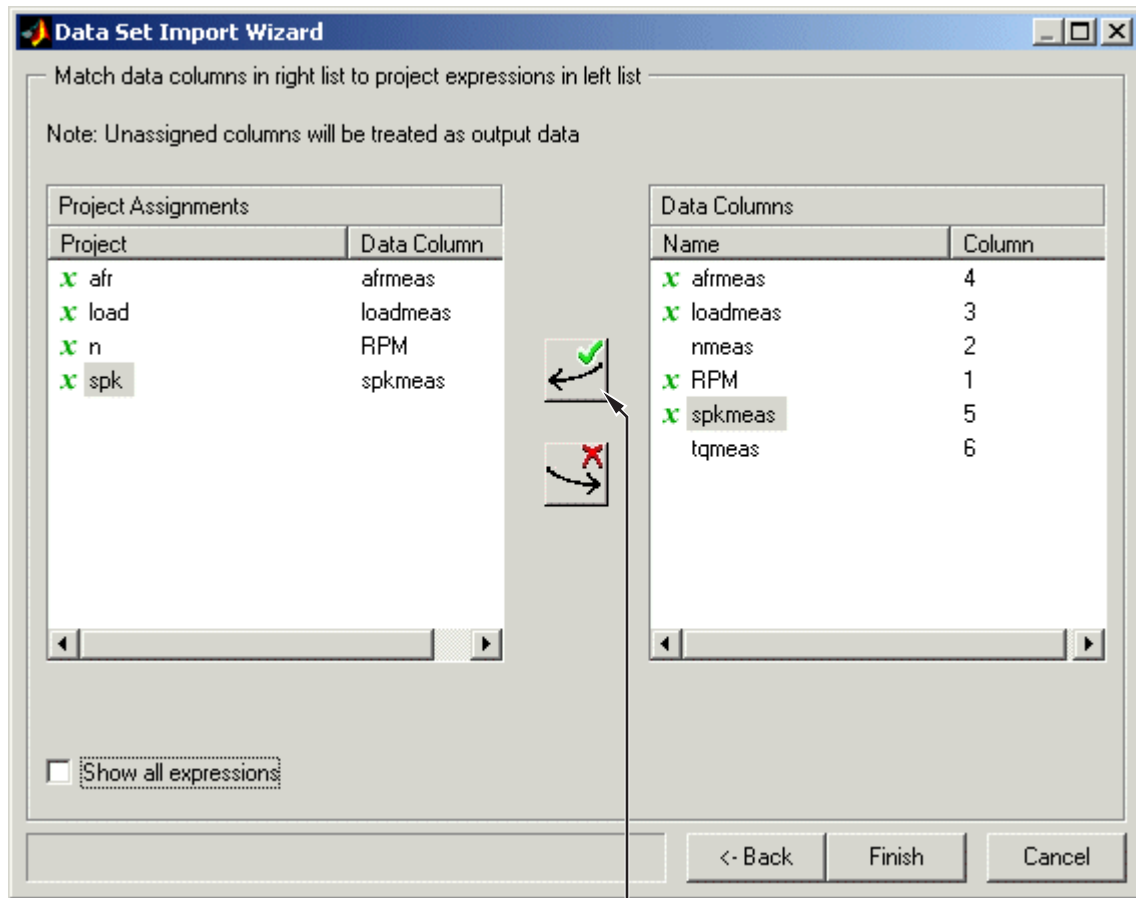 Data Set Import Wizard
Match data columns in right list to project expressions in left list
Note: Unassigned columns will be treated as output data
Project Assignments
Project Data Column
x afr afrmeas
x load loadmeas
x n RPM
x spk spkmeas
Data Columns
Name Column
x afrmeas 4
x loadmeas 3
nmeas 2
x RPM 1
x spkmeas 5
tqmeas 6
Show all expressions
<- Back Finish Cancel